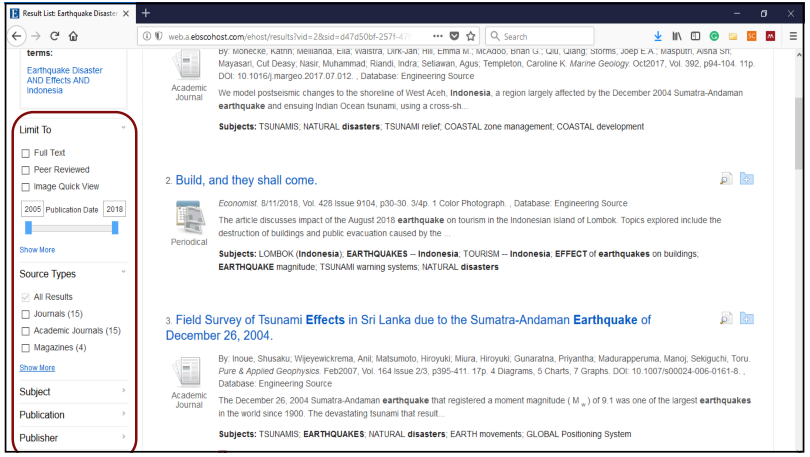 Result List: Earthquake Disaster
web.a.ebscohost.com/ehost/results?vid=2&sid=d47d50bf-257f-47
Search
terms:
Earthquake Disaster
AND Effects AND
Indonesia
Limit To
Full Text
Peer Reviewed
Image Quick View
2005 Publication Date 2018
Show More
Source Types
All Results
Journals (15)
Academic Journals (15)
Magazines (4)
Show More
Subject
Publication
Publisher
By: Monecke, Katrin; Meilianda, Ella; Walstra, Dirk-Jan; Hill, Emma M.; McAdoo, Brian G.; Qiu, Qiang; Storms, Joep E.A.; Masputri, Aisha Sri;
Mayasari, Cut Deasy; Nasir, Muhammad; Riandi, Indra; Setiawan, Agus; Templeton, Caroline K. Marine Geology. Oct2017, Vol. 392, p94-104. 11p.
DOI: 10.1016/j.margeo.2017.07.012. , Database: Engineering Source
Academic
Journal
We model postseismic changes to the shoreline of West Aceh, Indonesia, a region largely affected by the December 2004 Sumatra-Andaman
earthquake and ensuing Indian Ocean tsunami, using a cross-sh...
Subjects: TSUNAMIS; NATURAL disasters; TSUNAMI relief; COASTAL zone management; COASTAL development
2. Build, and they shall come.
Economist. 8/11/2018, Vol. 428 Issue 9104, p30-30. 3/4p. 1 Color Photograph. , Database: Engineering Source
Periodical
The article discusses impact of the August 2018 earthquake on tourism in the Indonesian island of Lombok. Topics explored include the
destruction of buildings and public evacuation caused by the ...
Subjects: LOMBOK (Indonesia); EARTHQUAKES -- Indonesia; TOURISM -- Indonesia; EFFECT of earthquakes on buildings;
EARTHQUAKE magnitude; TSUNAMI warning systems; NATURAL disasters
3. Field Survey of Tsunami Effects in Sri Lanka due to the Sumatra-Andaman Earthquake of
December 26, 2004.
By: Inoue, Shusaku; Wijeyewickrema, Anil; Matsumoto, Hiroyuki; Miura, Hiroyuki; Gunaratna, Priyantha; Madurapperuma, Manoj; Sekiguchi, Toru.
Pure & Applied Geophysics. Feb2007, Vol. 164 Issue 2/3, p395-411. 17p. 4 Diagrams, 5 Charts, 7 Graphs. DOI: 10.1007/s00024-006-0161-8. ,
Database: Engineering Source
Academic
Journal
The December 26, 2004 Sumatra-Andaman earthquake that registered a moment magnitude ( M w ) of 9.1 was one of the largest earthquakes
in the world since 1900. The devastating tsunami that result...
Subjects: TSUNAMIS; EARTHQUAKES; NATURAL disasters; EARTH movements; GLOBAL Positioning System